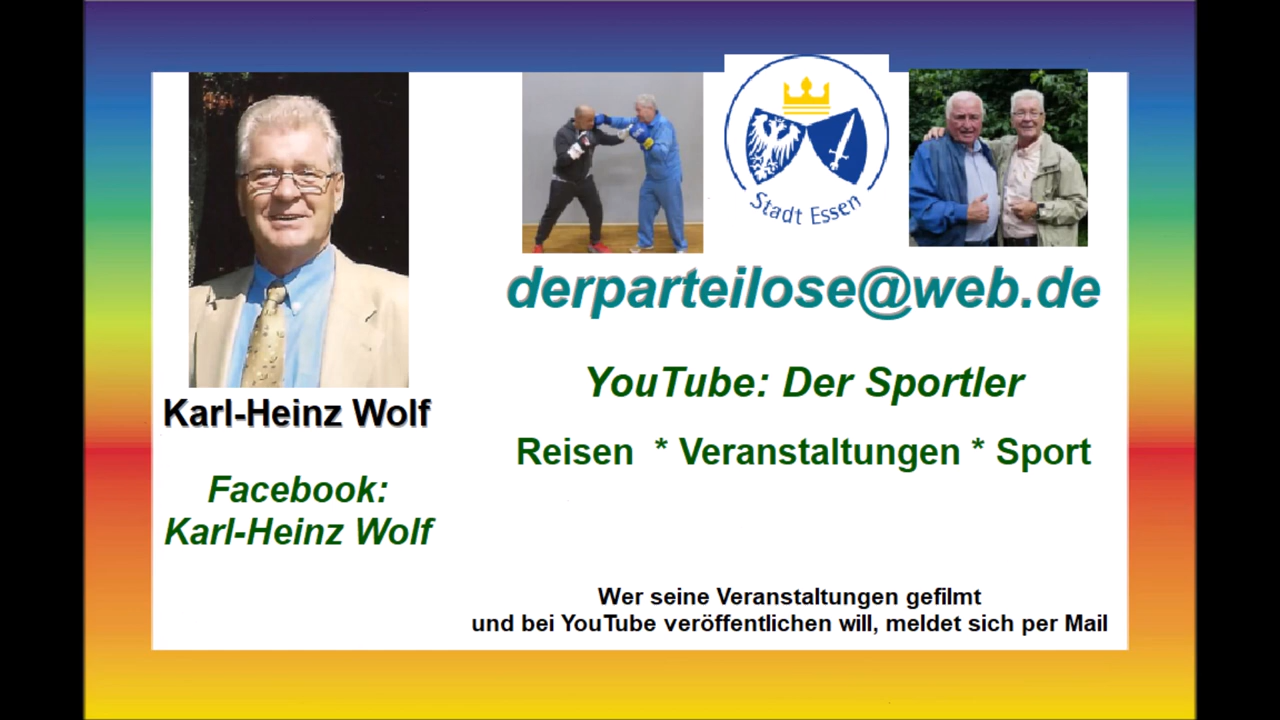 Stadt Essen
derparteilose@web.de
Karl-Heinz Wolf
Facebook:
Karl-Heinz Wolf
YouTube: Der Sportler
Reisen * Veranstaltungen * Sport
Wer seine Veranstaltungen gefilmt
und bei YouTube veröffentlichen will, meldet sich per Mail